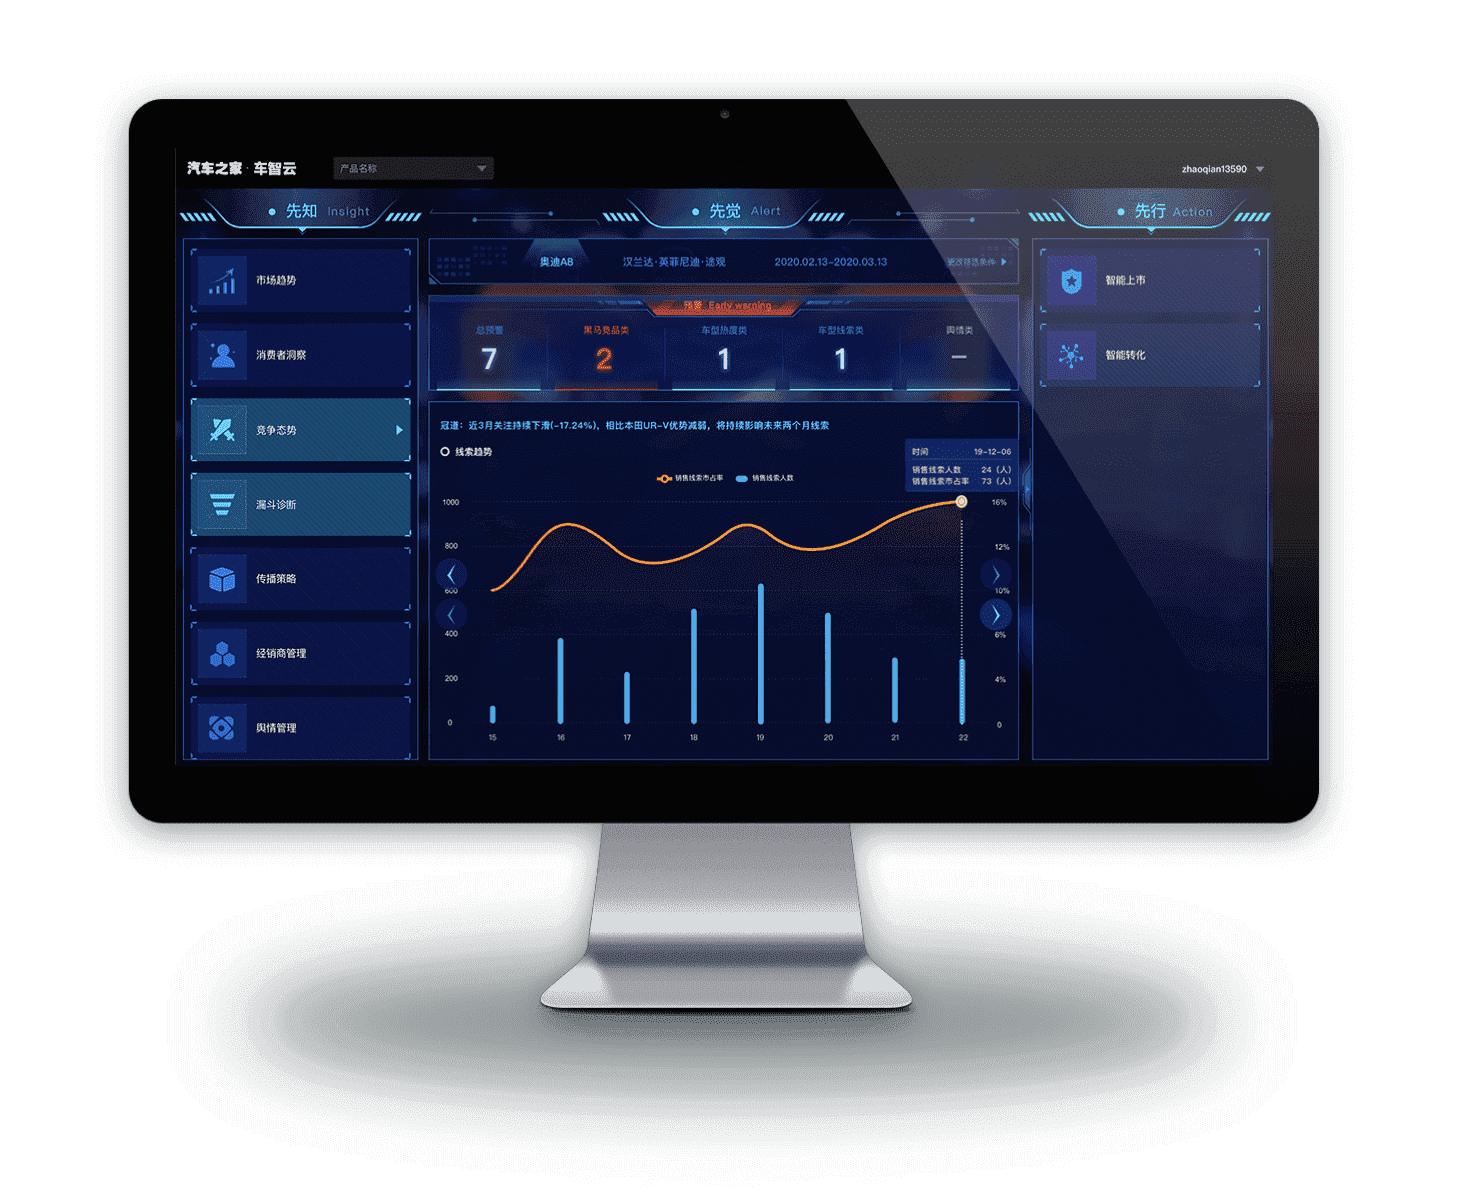 汽车之家·车智云
产品名称
zhaoqian13590
先知 Insight
先觉 Alert
先行 Action
市场趋势
消费者洞察
竞争态势
漏斗诊断
传播策略
经销商管理
舆情管理
奥迪A8
汉兰达·英菲尼迪·途观
2020.02.13-2020.03.13
更改筛选条件
预警 Early warning
总预警
7
黑马竞品类
2
车型热度类
1
车型线索类
1
舆情类
—
冠道：近3月关注持续下滑(-17.24%)，相比本田UR-V优势减弱，将持续影响未来两个月线索
线索趋势
时间 19-12-06
销售线索人数 24（人）
销售线索市占率 73（人）
销售线索市占率 销售线索人数
1000
800
600
400
200
0
16%
12%
10%
6%
4%
0
15 16 17 18 19 20 21 22
智能上市
智能转化